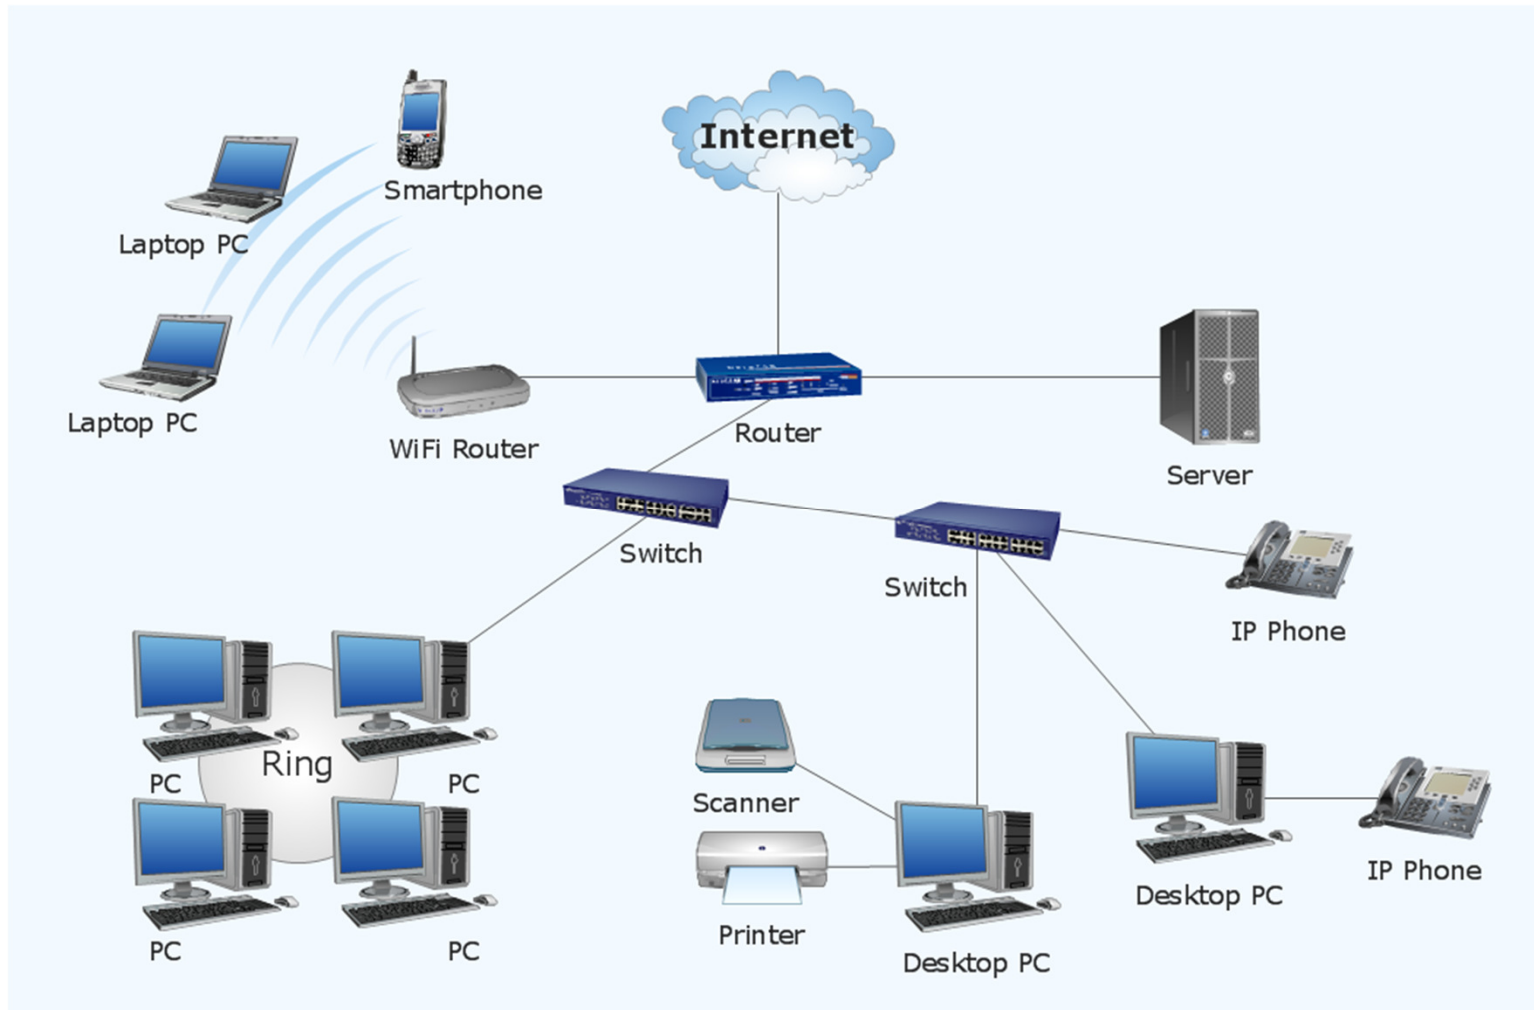 Internet
Smartphone
Laptop PC
Laptop PC
WiFi Router
Router
Server
Switch
Switch
IP Phone
Ring
PC
PC
Scanner
IP Phone
Desktop PC
Printer
PC
PC
Desktop PC